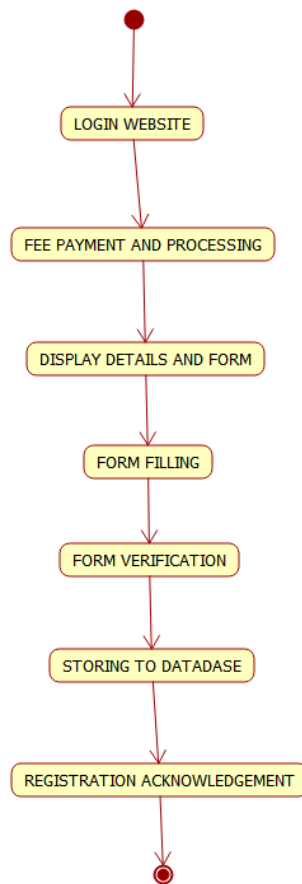 LOGIN WEBSITE
FEE PAYMENT AND PROCESSING
DISPLAY DETAILS AND FORM
FORM FILLING
FORM VERIFICATION
STORING TO DATADASE
REGISTRATION ACKNOWLEDGEMENT